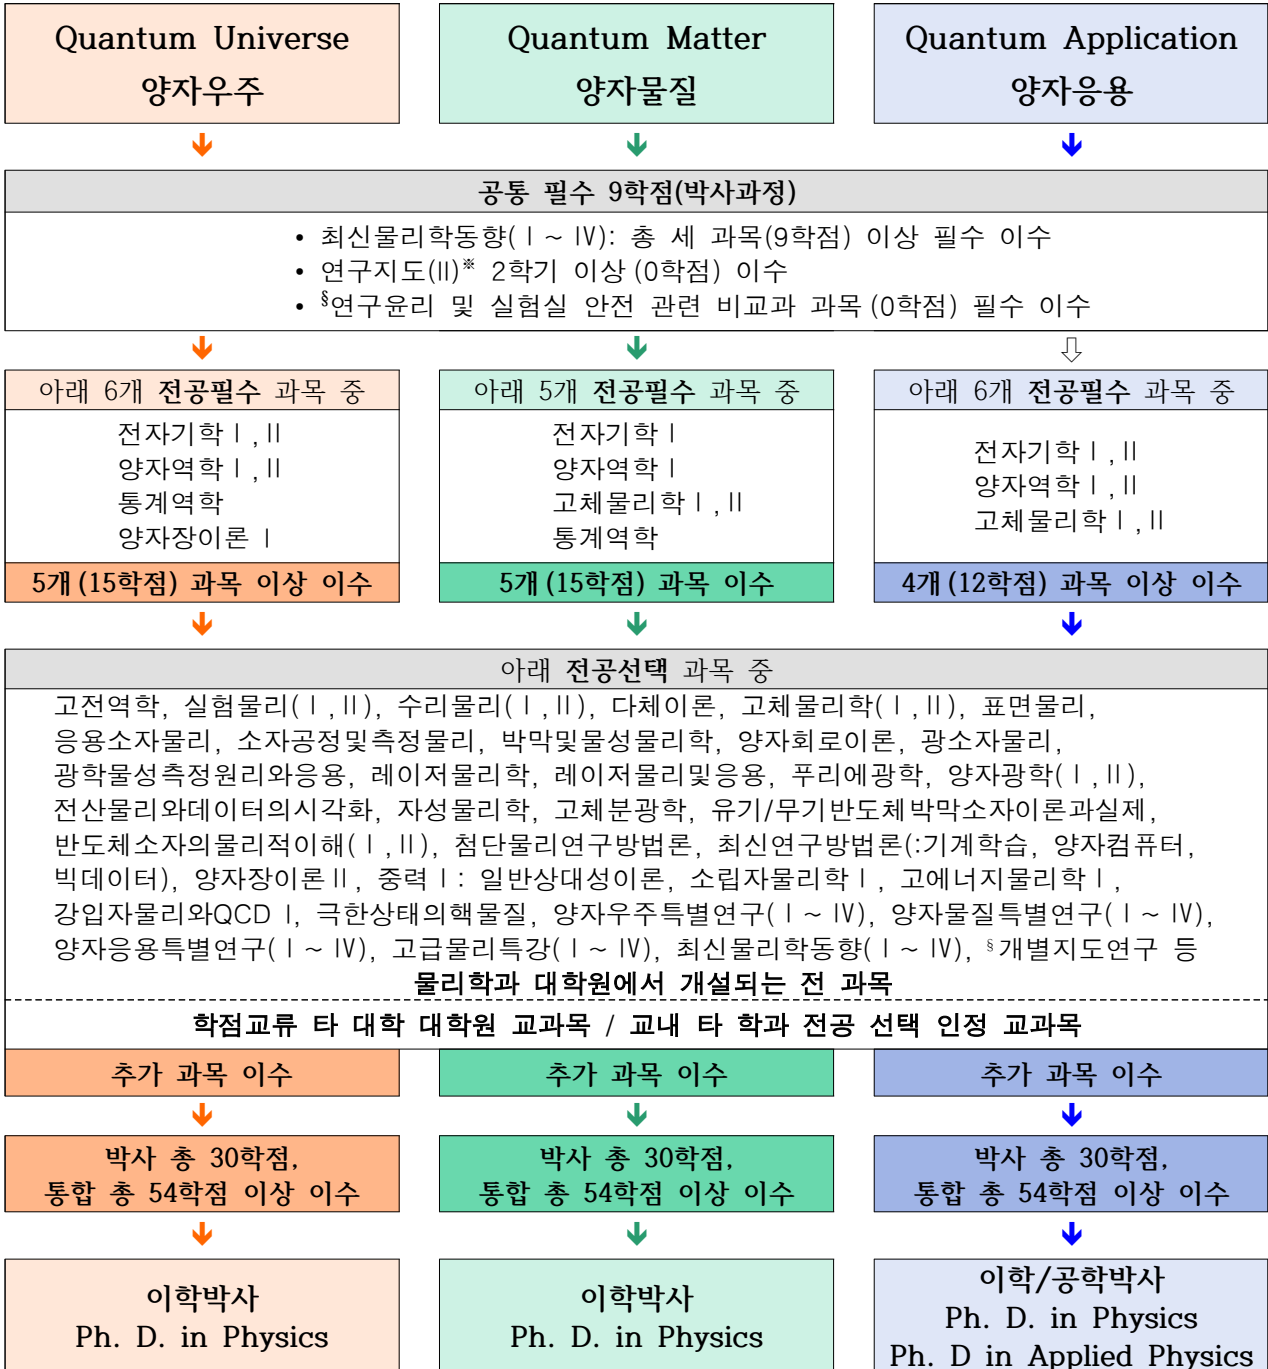 Quantum Universe
양자우주
Quantum Matter
양자물질
Quantum Application
양자응용
공통 필수 9학점(박사과정)
• 최신물리학동향(Ⅰ~Ⅳ): 총 세 과목(9학점) 이상 필수 이수
• 연구지도(II)※ 2학기 이상(0학점) 이수
• §연구윤리 및 실험실 안전 관련 비교과 과목(0학점) 필수 이수
아래 6개 전공필수 과목 중
전자기학Ⅰ,Ⅱ
양자역학Ⅰ,Ⅱ
통계역학
양자장이론 Ⅰ
5개(15학점) 과목 이상 이수
아래 5개 전공필수 과목 중
전자기학Ⅰ
양자역학Ⅰ
고체물리학Ⅰ,Ⅱ
통계역학
5개(15학점) 과목 이수
아래 6개 전공필수 과목 중
전자기학Ⅰ,Ⅱ
양자역학Ⅰ,Ⅱ
고체물리학Ⅰ,Ⅱ
4개(12학점) 과목 이상 이수
아래 전공선택 과목 중
고전역학, 실험물리(Ⅰ,Ⅱ), 수리물리(Ⅰ,Ⅱ), 다체이론, 고체물리학(Ⅰ,Ⅱ), 표면물리,
응용소자물리, 소자공정및측정물리, 박막및물성물리학, 양자회로이론, 광소자물리,
광학물성측정원리와응용, 레이저물리학, 레이저물리및응용, 푸리에광학, 양자광학(Ⅰ,Ⅱ),
전산물리와데이터의시각화, 자성물리학, 고체분광학, 유기/무기반도체박막소자이론과실제,
반도체소자의물리적이해(Ⅰ,Ⅱ), 첨단물리연구방법론, 최신연구방법론(:기계학습, 양자컴퓨터,
빅데이터), 양자장이론Ⅱ, 중력Ⅰ: 일반상대성이론, 소립자물리학Ⅰ, 고에너지물리학Ⅰ,
강입자물리와QCD I, 극한상태의핵물질, 양자우주특별연구(Ⅰ~Ⅳ), 양자물질특별연구(Ⅰ~Ⅳ),
양자응용특별연구(Ⅰ~Ⅳ), 고급물리특강(Ⅰ~Ⅳ), 최신물리학동향(Ⅰ~Ⅳ), §개별지도연구 등
물리학과 대학원에서 개설되는 전 과목
학점교류 타 대학 대학원 교과목 / 교내 타 학과 전공 선택 인정 교과목
추가 과목 이수
추가 과목 이수
추가 과목 이수
박사 총 30학점,
통합 총 54학점 이상 이수
박사 총 30학점,
통합 총 54학점 이상 이수
박사 총 30학점,
통합 총 54학점 이상 이수
이학박사
Ph. D. in Physics
이학박사
Ph. D. in Physics
이학/공학박사
Ph. D. in Physics
Ph. D in Applied Physics